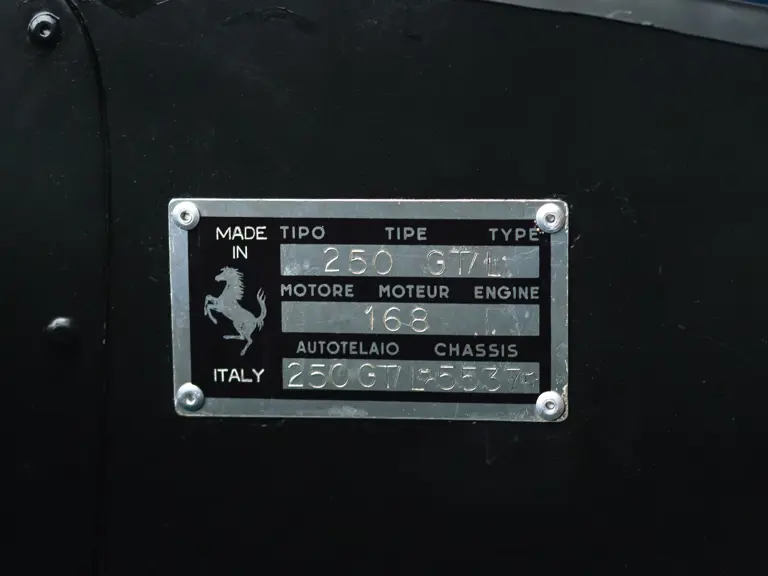 MADE IN ITALY
TIPO TIPE TYPE
250 GT/L
MOTORE MOTEUR ENGINE
168
AUTOTELAIO CHASSIS
250 GT/L 5537